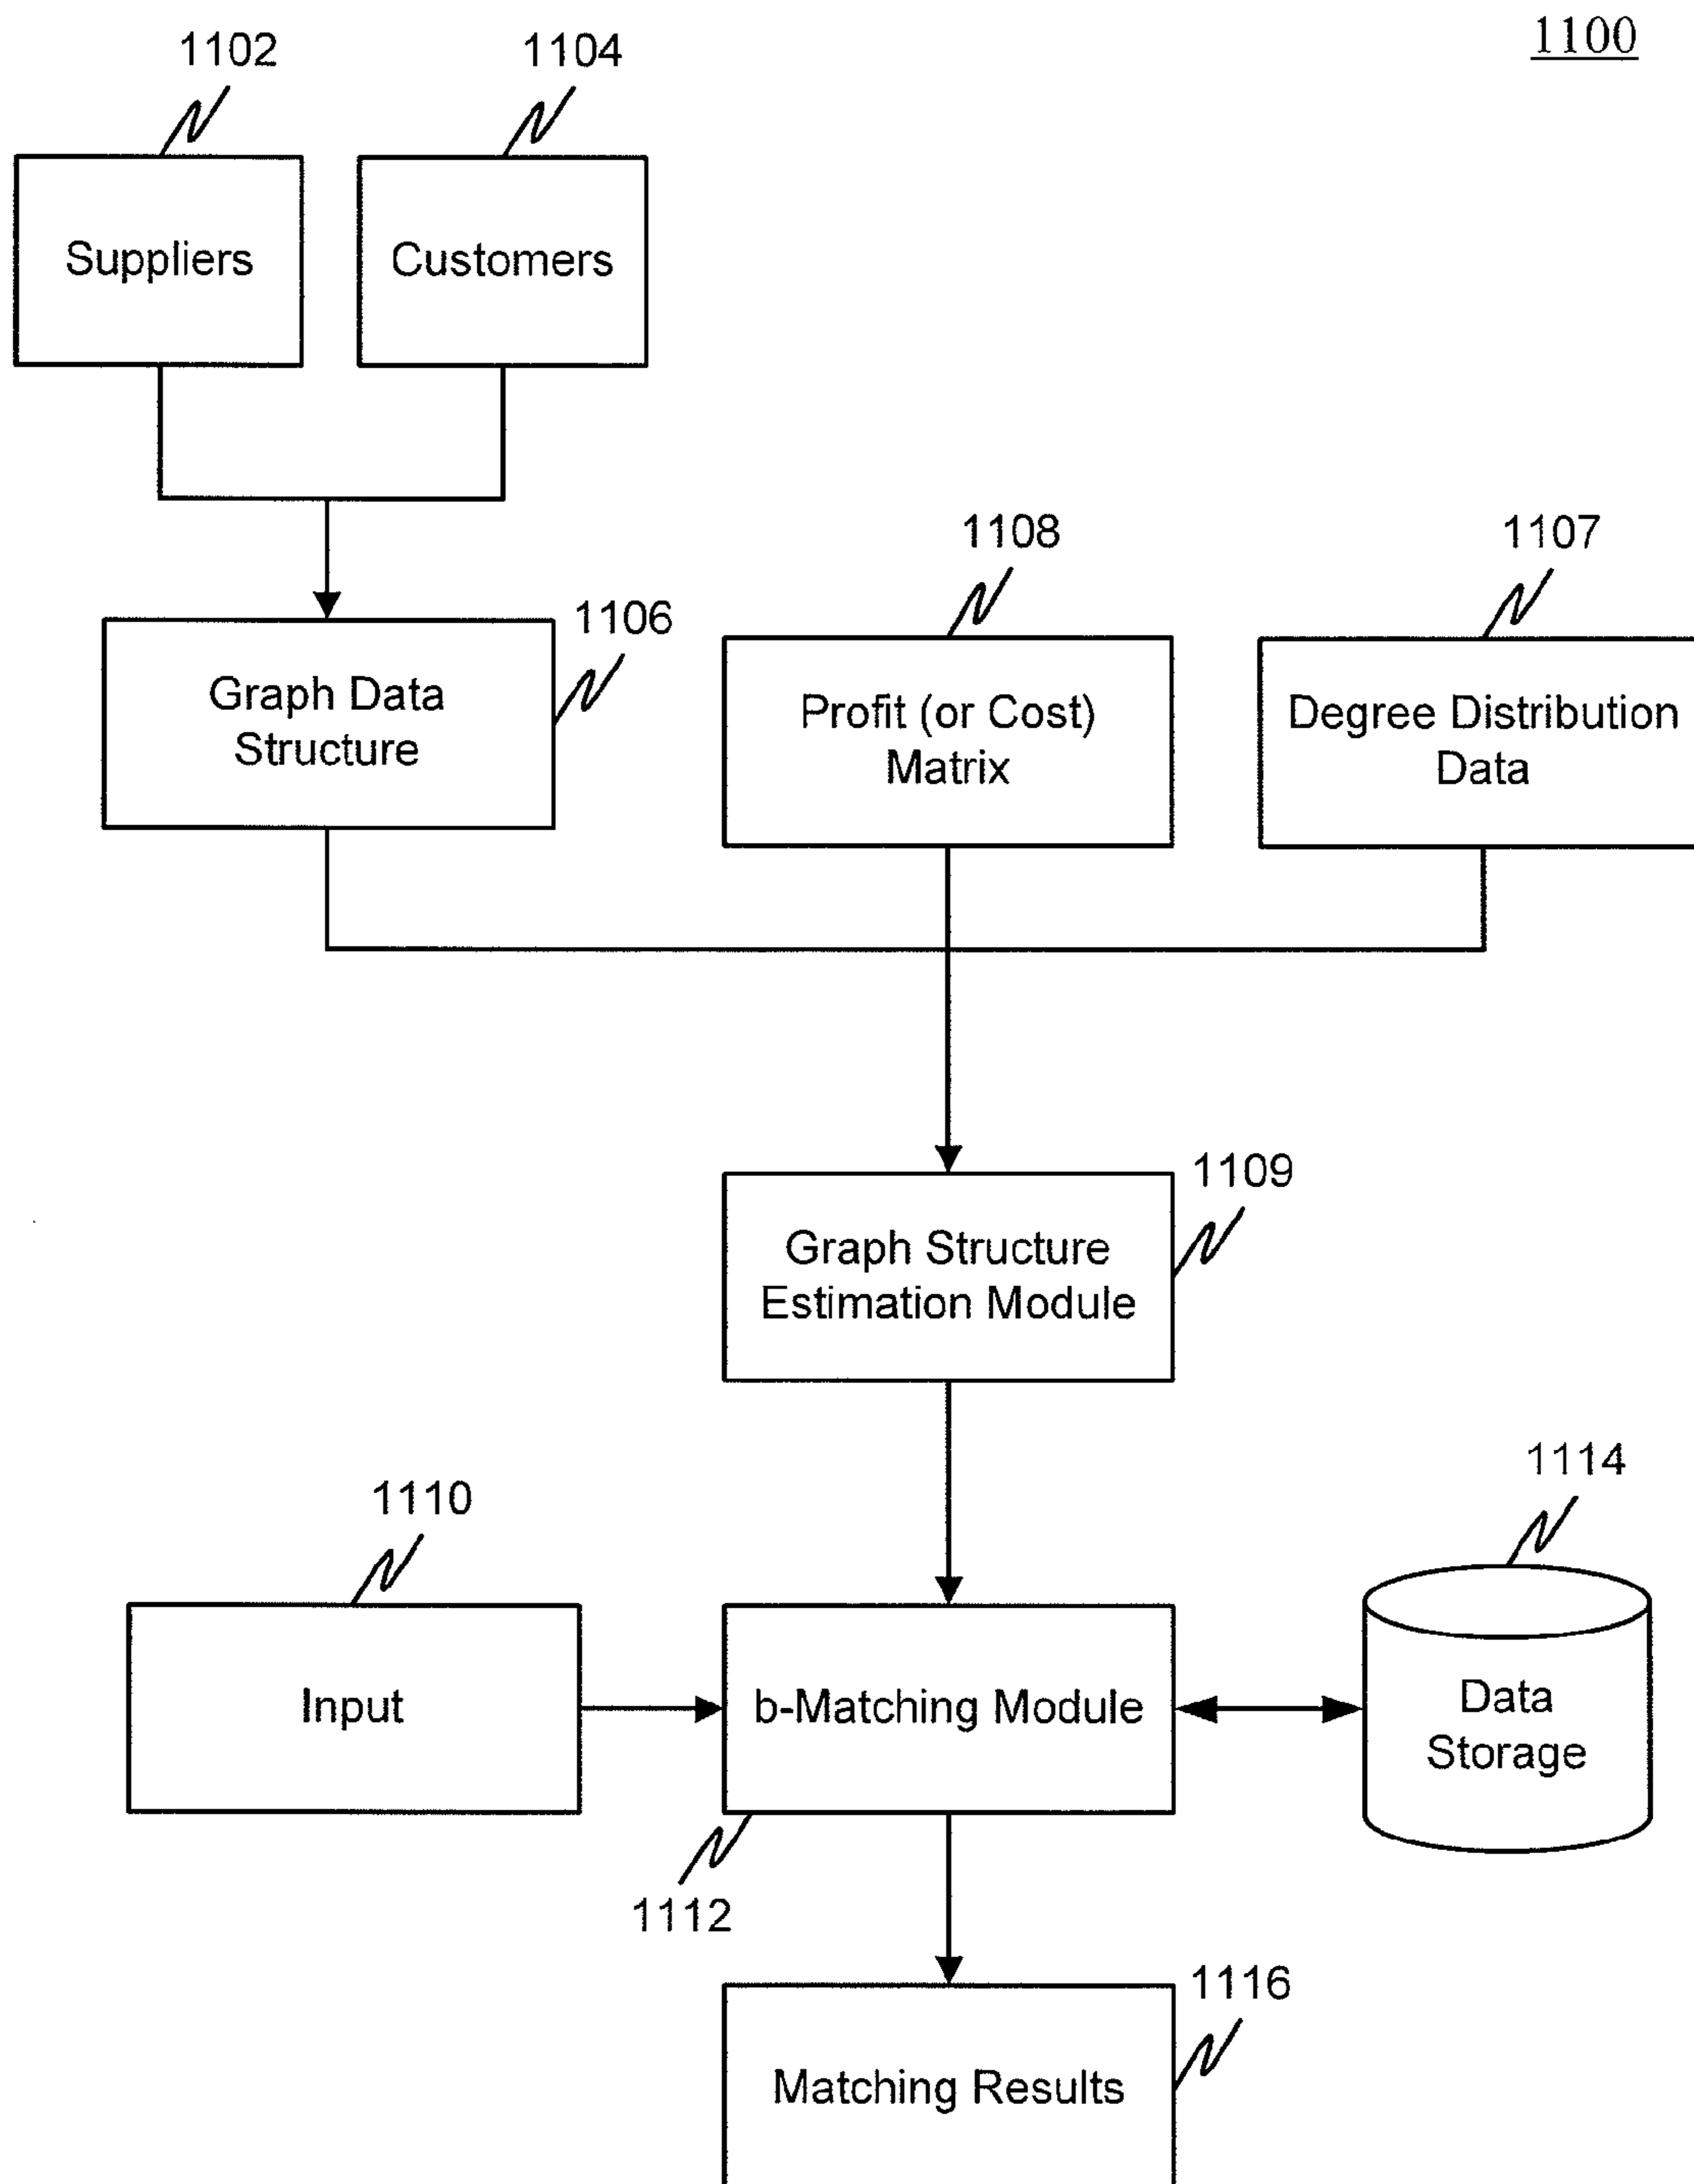 1100
1102
1104
Suppliers
Customers
1108
1107
1106
Graph Data
Structure
Profit (or Cost)
Matrix
Degree Distribution
Data
1109
Graph Structure
Estimation Module
1114
1110
Input
b-Matching Module
Data
Storage
1112
1116
Matching Results